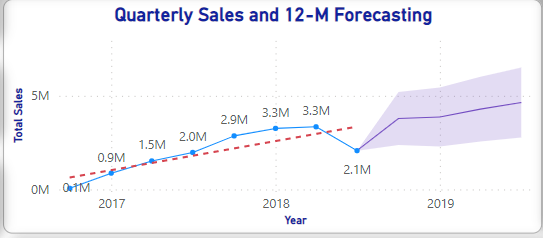 Quarterly Sales and 12-M Forecasting
Total Sales
5M
0M
0.1M
0.9M
1.5M
2.0M
2.9M
3.3M
3.3M
2.1M
2017
2018
2019
Year